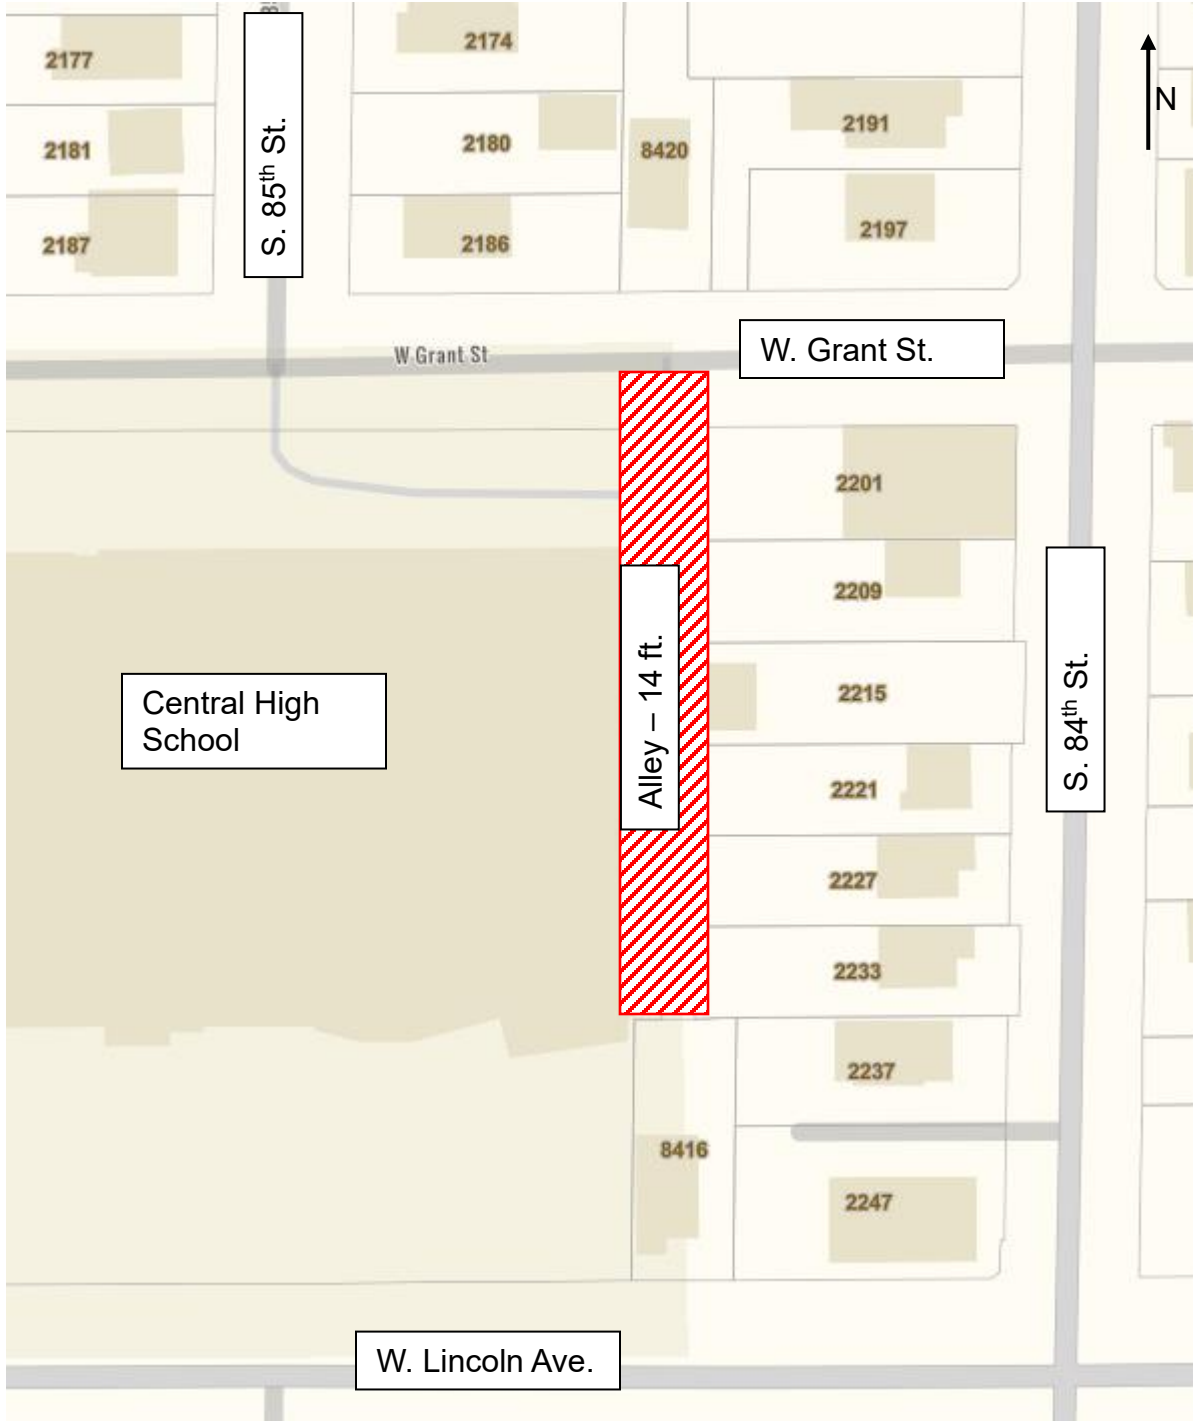 2177
2174
N
2181
S. 85th St.
2180
8420
2191
2187
2186
2197
W Grant St
W. Grant St.
2201
2209
Alley – 14 ft.
2215
S. 84th St.
Central High
School
2221
2227
2233
2237
8416
2247
W. Lincoln Ave.